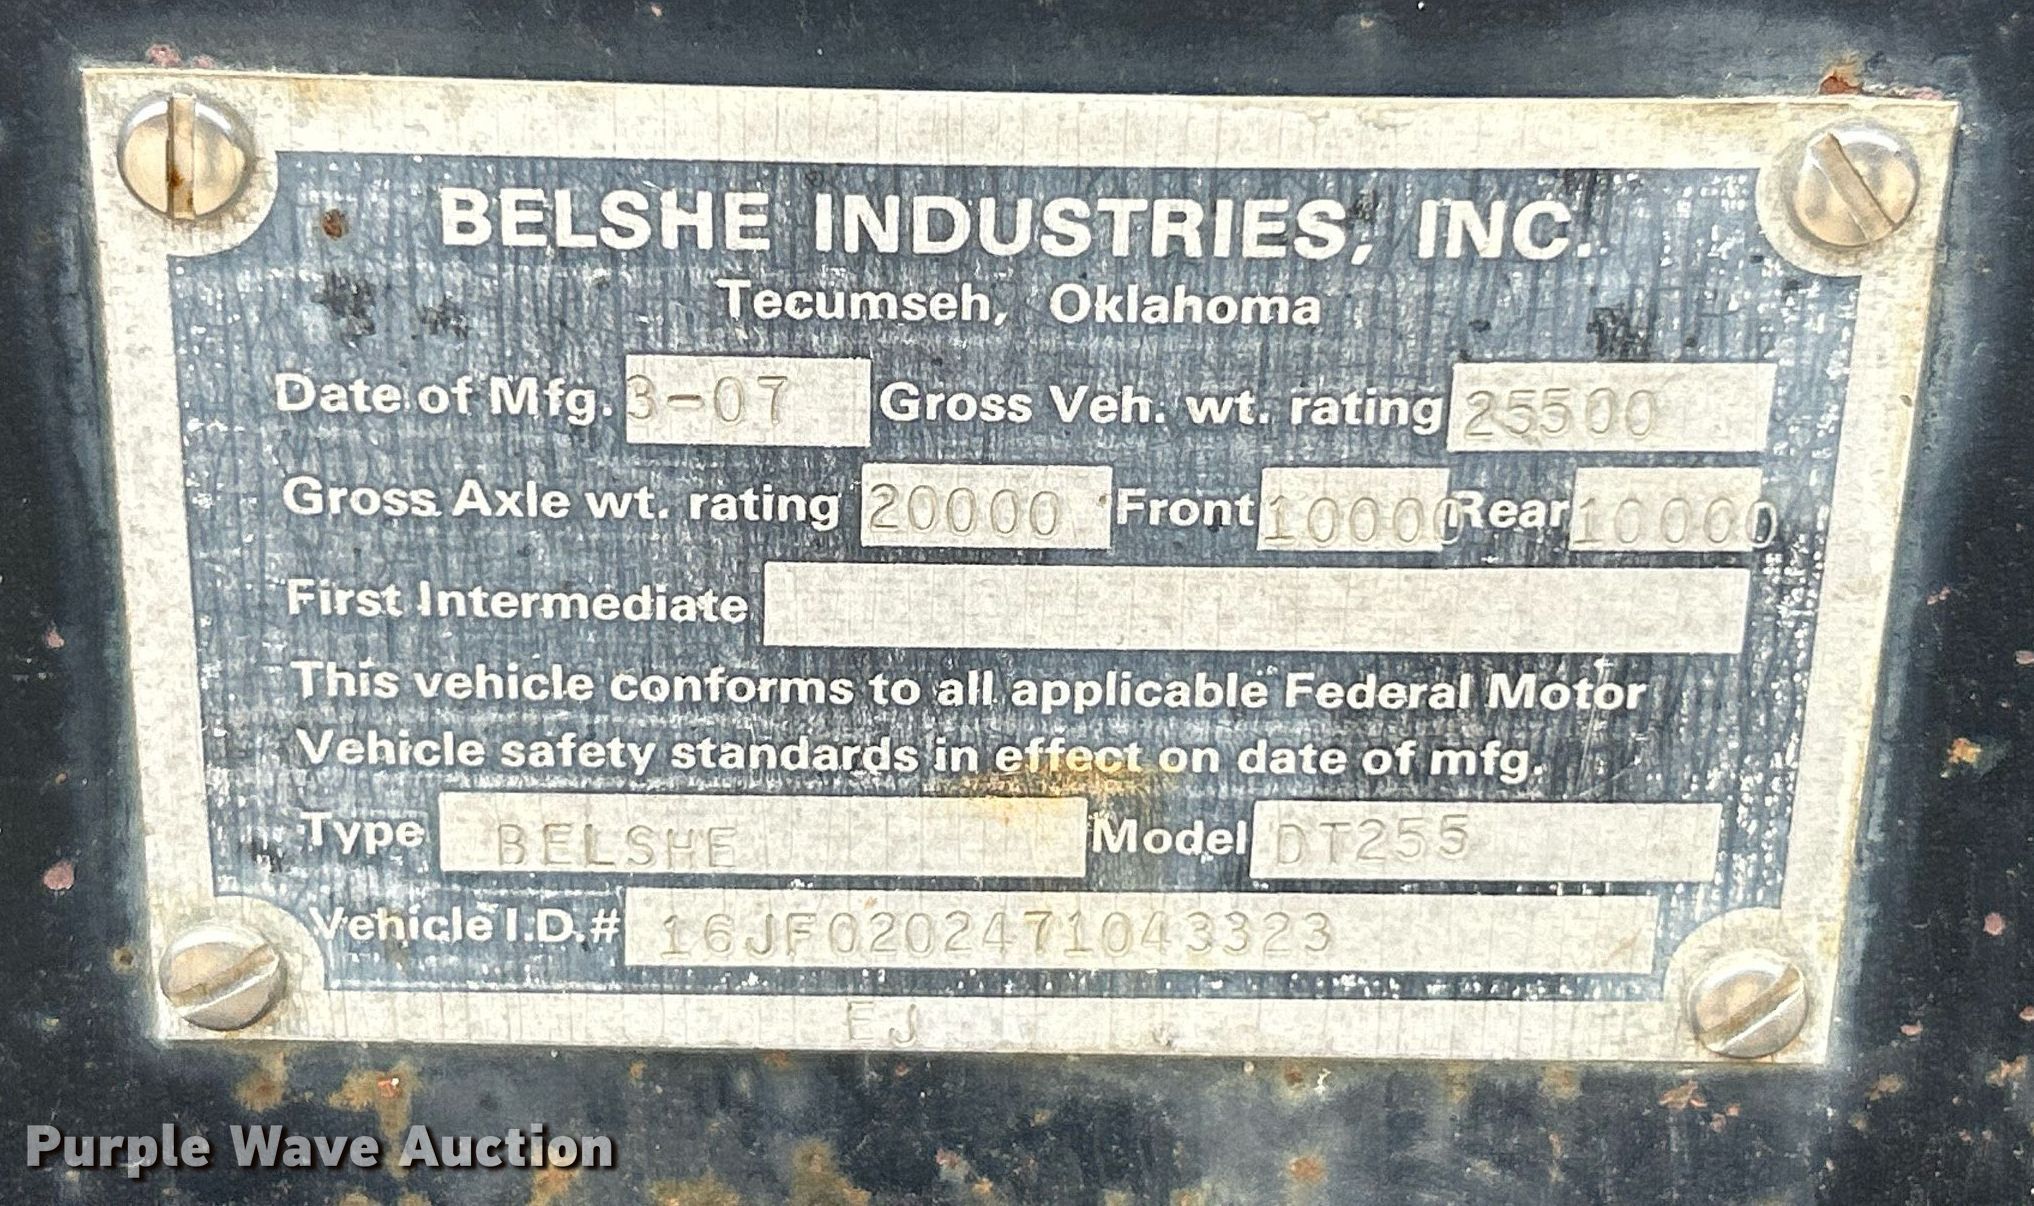 BELSHE INDUSTRIES, INC.
Tecumseh, Oklahoma
Date of Mfg. 3-07 Gross Veh. wt. rating 25500
Gross Axle wt. rating 20000 Front 10000 Rear 10000
First Intermediate
This vehicle conforms to all applicable Federal Motor
Vehicle safety standards in effect on date of mfg.
Type BELSHE Model DT255
Vehicle I.D.# 16JF0202471043323
EJ
Purple Wave Auction